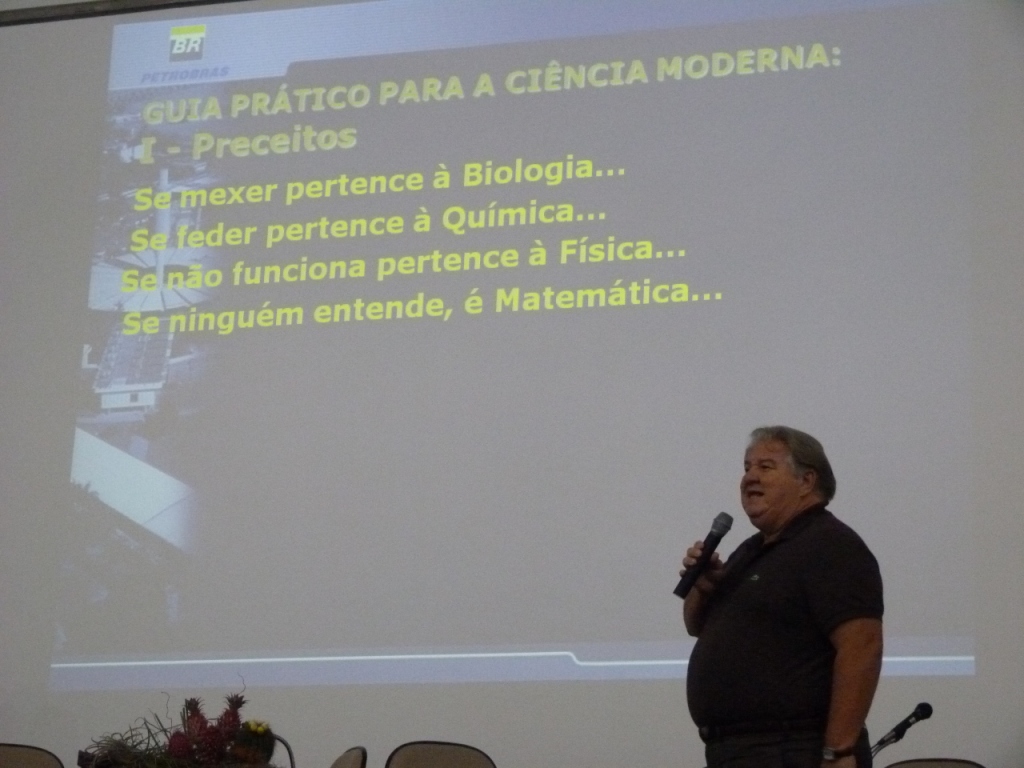 BR
PETROBRAS
GUIA PRÁTICO PARA A CIÊNCIA MODERNA:
I - Preceitos
Se mexer pertence à Biologia...
Se feder pertence à Química...
Se não funciona pertence à Física...
Se ninguém entende, é Matemática...